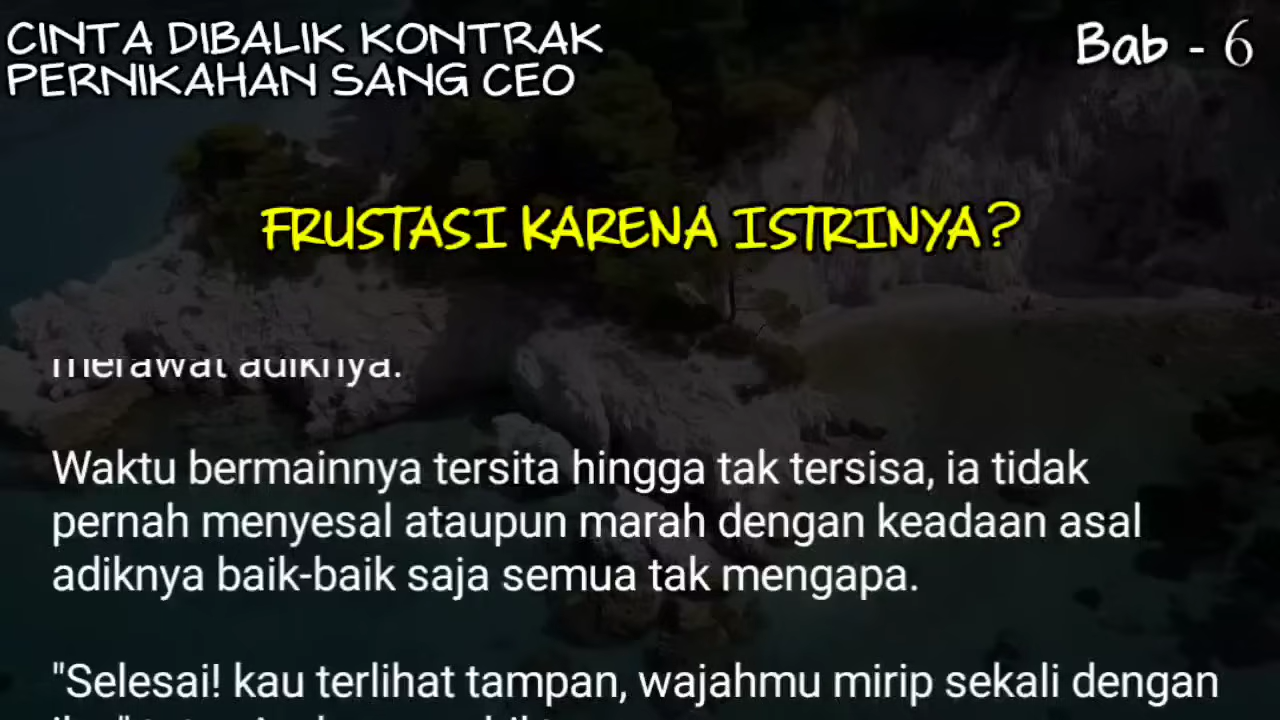 CINTA DIBALIK KONTRAK
PERNIKAHAN SANG CEO
Bab - 6
FRUSTASI KARENA ISTRINYA?
merawat adiknya.
Waktu bermainnya tersita hingga tak tersisa, ia tidak
pernah menyesal ataupun marah dengan keadaan asal
adiknya baik-baik saja semua tak mengapa.
"Selesai! kau terlihat tampan, wajahmu mirip sekali dengan